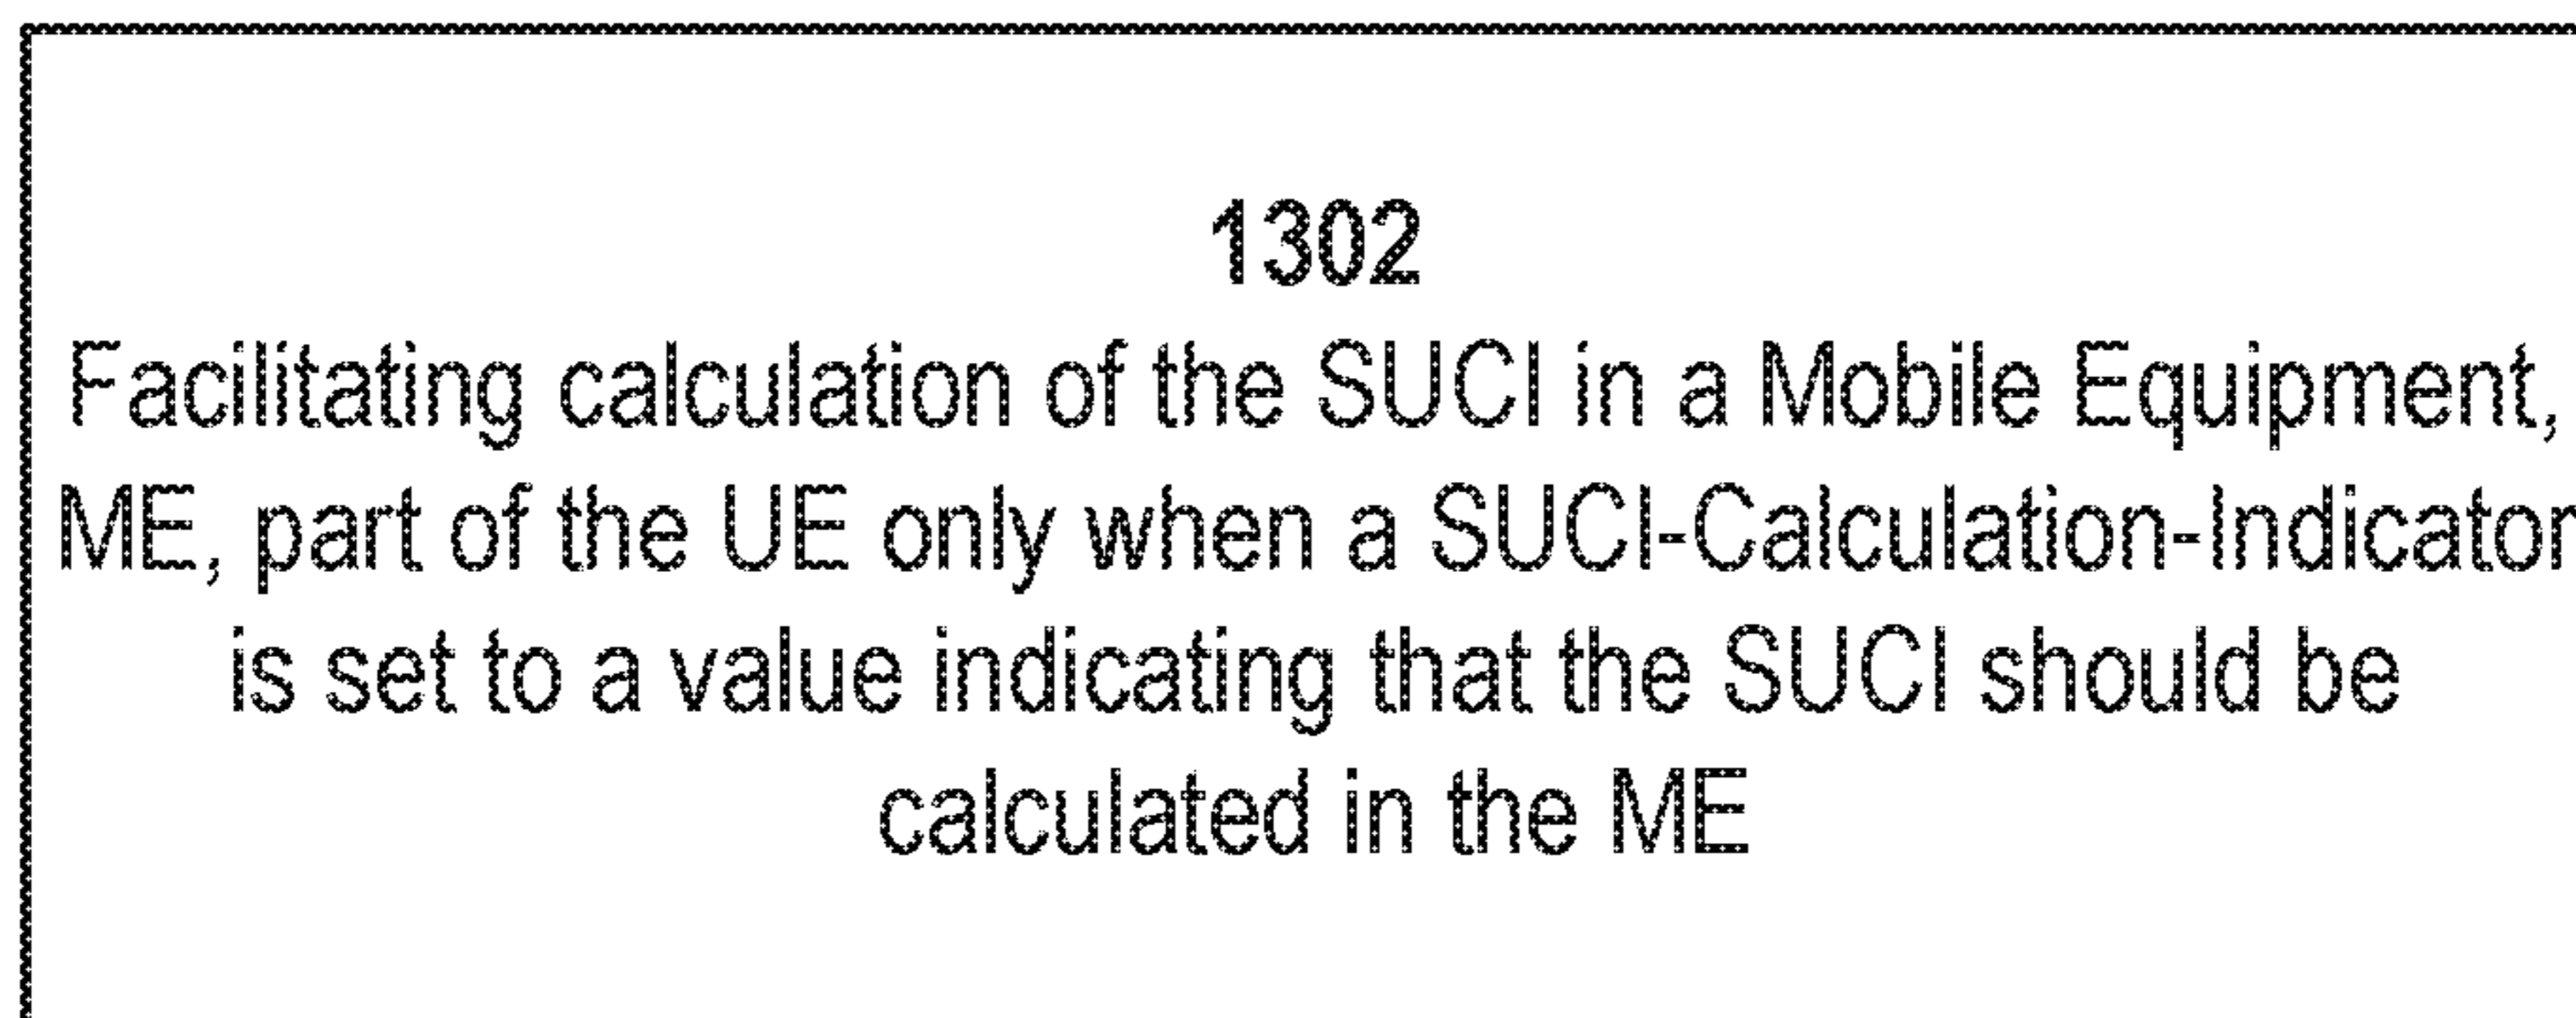 1302
Facilitating calculation of the SUCI in a Mobile Equipment,
ME, part of the UE only when a SUCI-Calculation-Indicator
is set to a value indicating that the SUCI should be
calculated in the ME